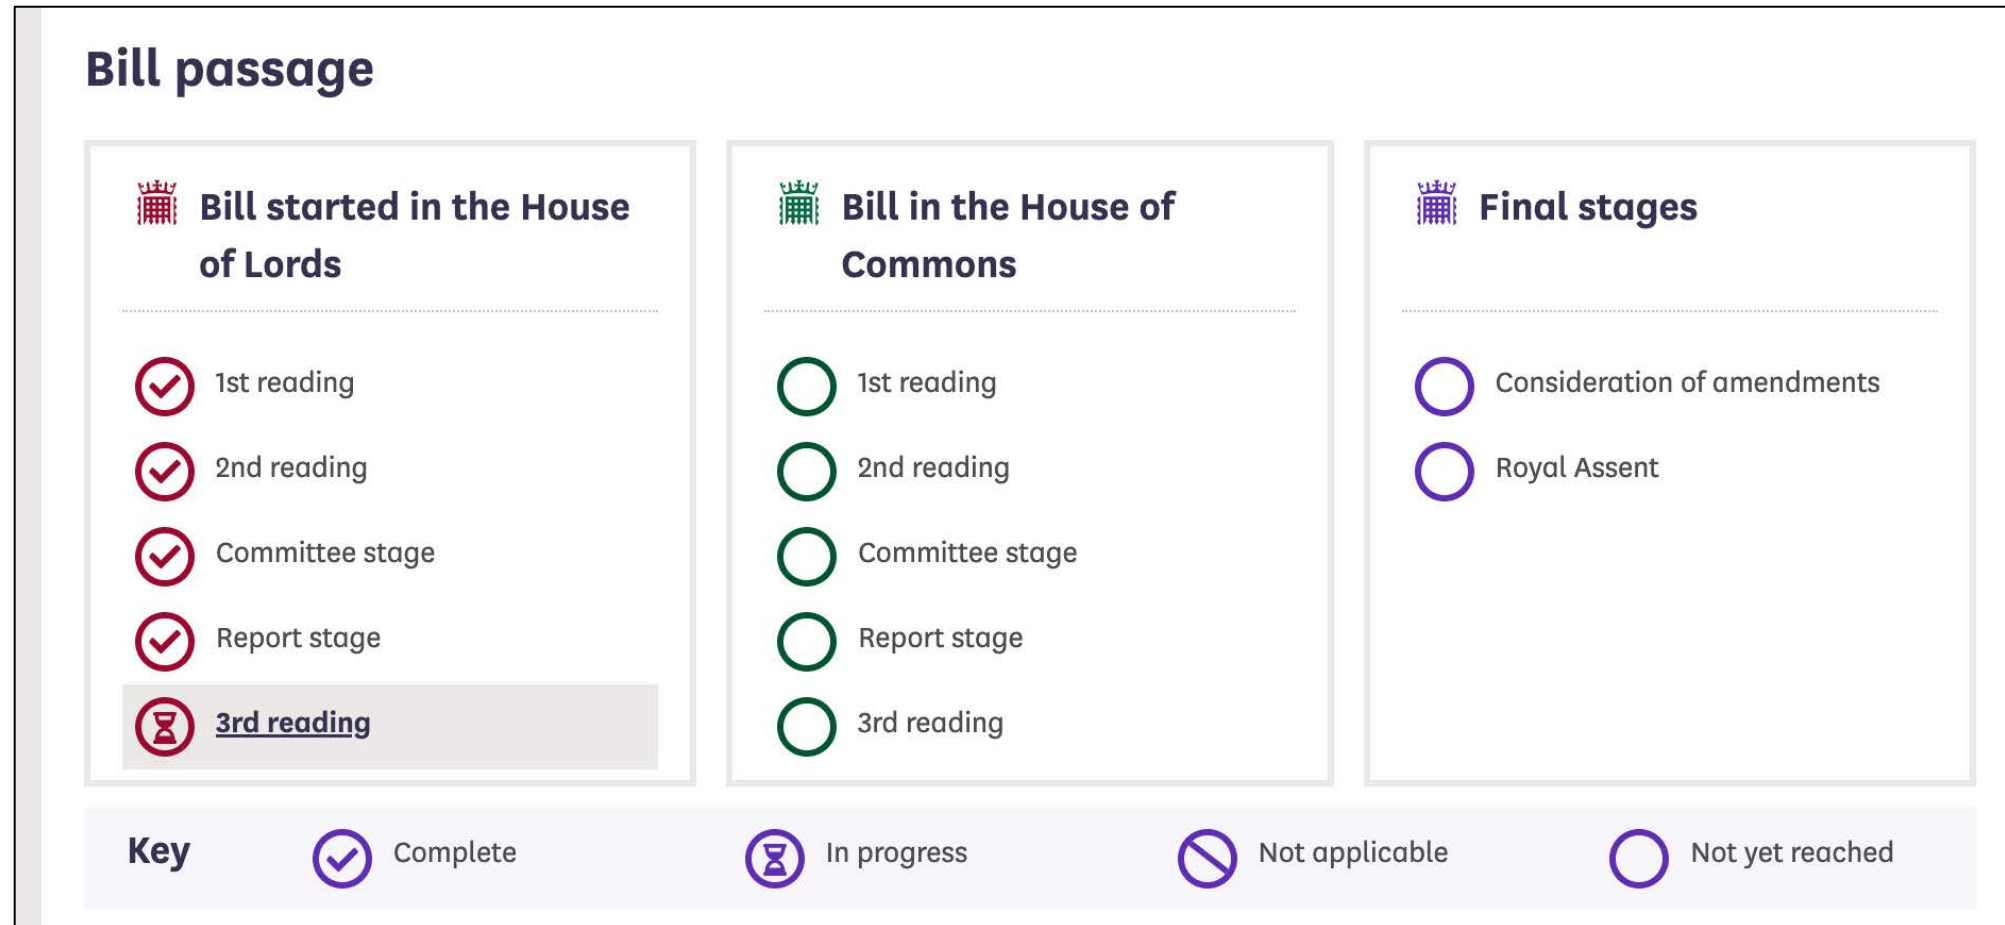 Bill passage
Bill started in the House
of Lords
1st reading
2nd reading
Committee stage
Report stage
3rd reading
Bill in the House of
Commons
1st reading
2nd reading
Committee stage
Report stage
3rd reading
Final stages
Consideration of amendments
Royal Assent
Key
Complete
In progress
Not applicable
Not yet reached